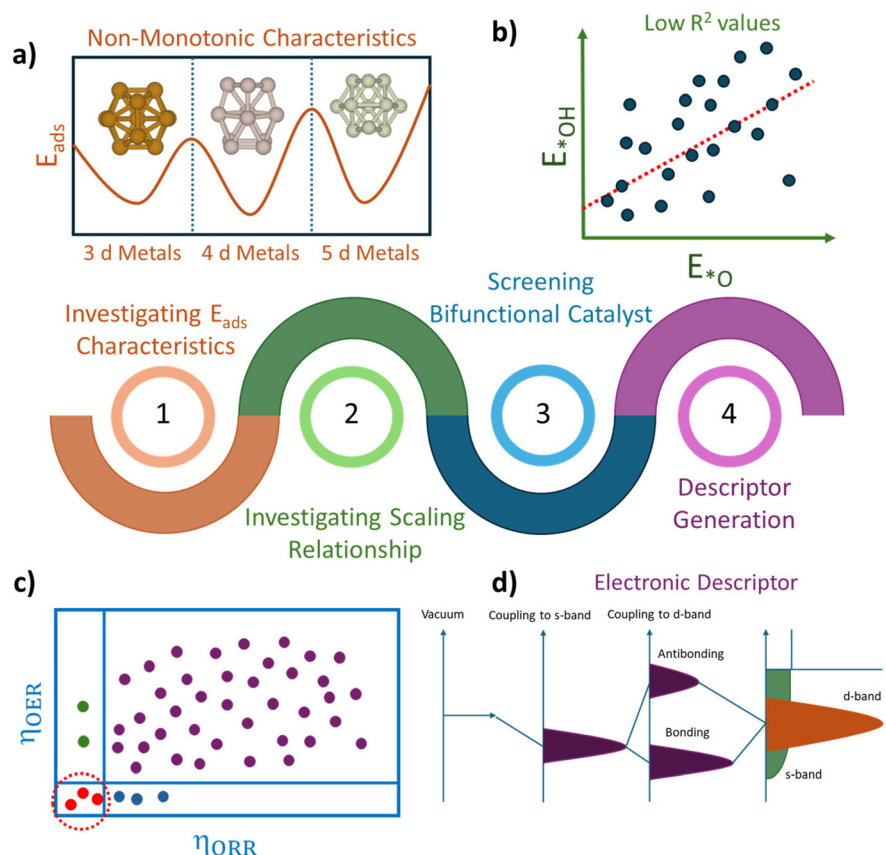 Non-Monotonic Characteristics
a)
E_ads
3 d Metals 4 d Metals 5 d Metals
b)
Low R² values
E_*OH
E_*O
Investigating E_ads
Characteristics
1
2
Investigating Scaling
Relationship
Screening
Bifunctional Catalyst
3
4
Descriptor
Generation
c)
η_OER
η_ORR
d)
Electronic Descriptor
Vacuum
Coupling to s-band
Coupling to d-band
Antibonding
Bonding
d-band
s-band